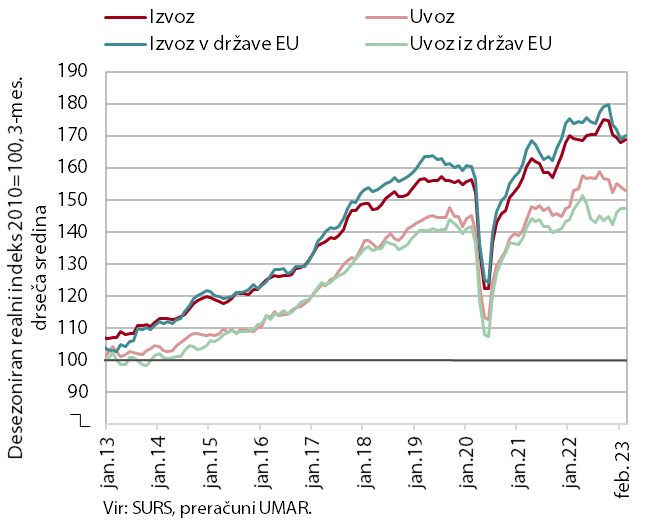 Izvoz
Uvoz
Izvoz v države EU
Uvoz iz držav EU
Desezoniran realni indeks 2010=100, 3-mes.
drseča sredina
190
180
170
160
150
140
130
120
110
100
90
jan.13
jan.14
jan.15
jan.16
jan.17
jan.18
jan.19
jan.20
jan.21
jan.22
feb. 23
Vir: SURS, preračuni UMAR.